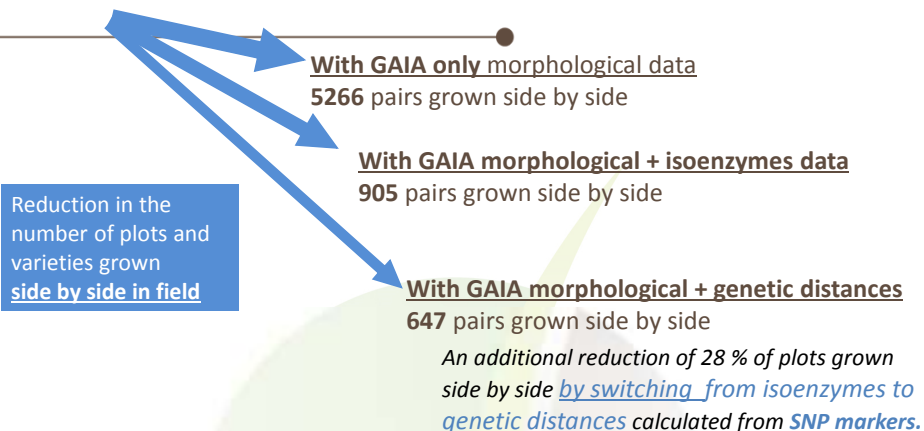 With GAIA only morphological data
5266 pairs grown side by side
With GAIA morphological + isoenzymes data
905 pairs grown side by side
Reduction in the
number of plots and
varieties grown
side by side in field
With GAIA morphological + genetic distances
647 pairs grown side by side
An additional reduction of 28 % of plots grown
side by side by switching from isoenzymes to
genetic distances calculated from SNP markers.